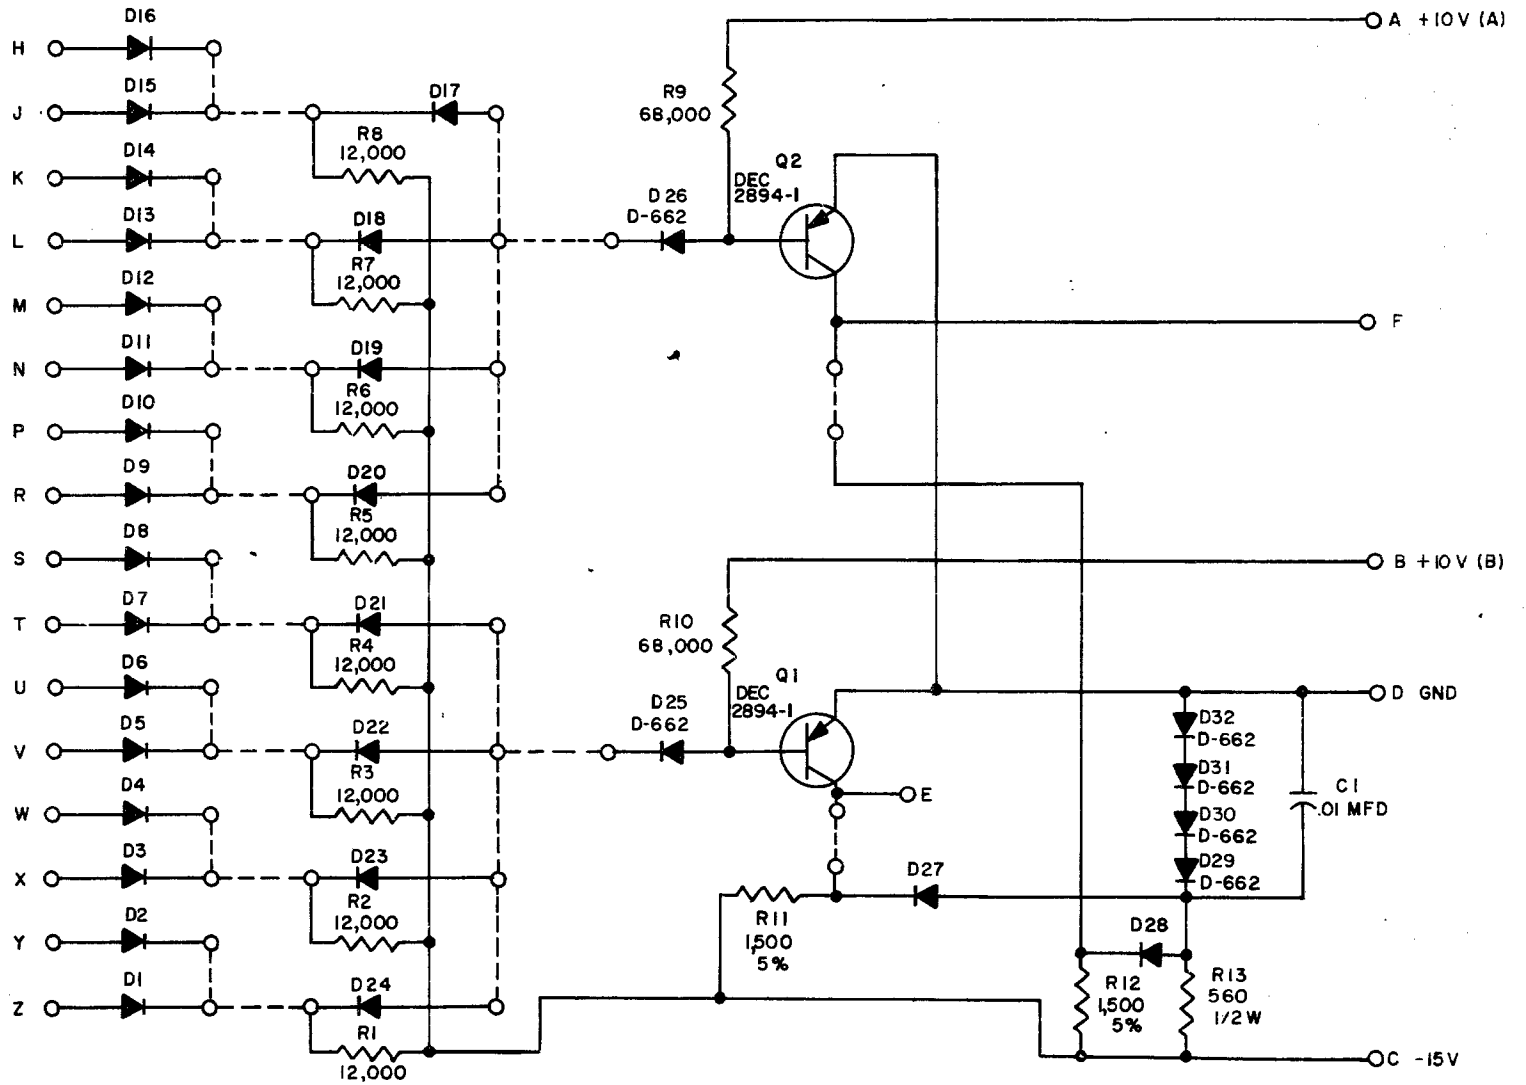 D16
H
A +10V (A)
D15
J
D17
R9
68,000
R8
12,000
D14
K
Q2
DEC
2894-1
D26
D-662
D13
L
D18
R7
12,000
D12
M
F
D11
N
D19
R6
12,000
D10
P
D9
R
D20
R5
12,000
D8
S
B +10V (B)
D7
T
D21
R4
12,000
R10
68,000
D6
U
Q1
DEC
2894-1
D25
D-662
D GND
D5
V
D22
R3
12,000
D32
D-662
D31
D-662
D30
D-662
D29
D-662
C1
.01 MFD
D4
W
E
D3
X
D23
R2
12,000
D27
R11
1,500
5%
D2
Y
D28
D1
Z
D24
R1
12,000
R12
1,500
5%
R13
560
1/2W
C -15V